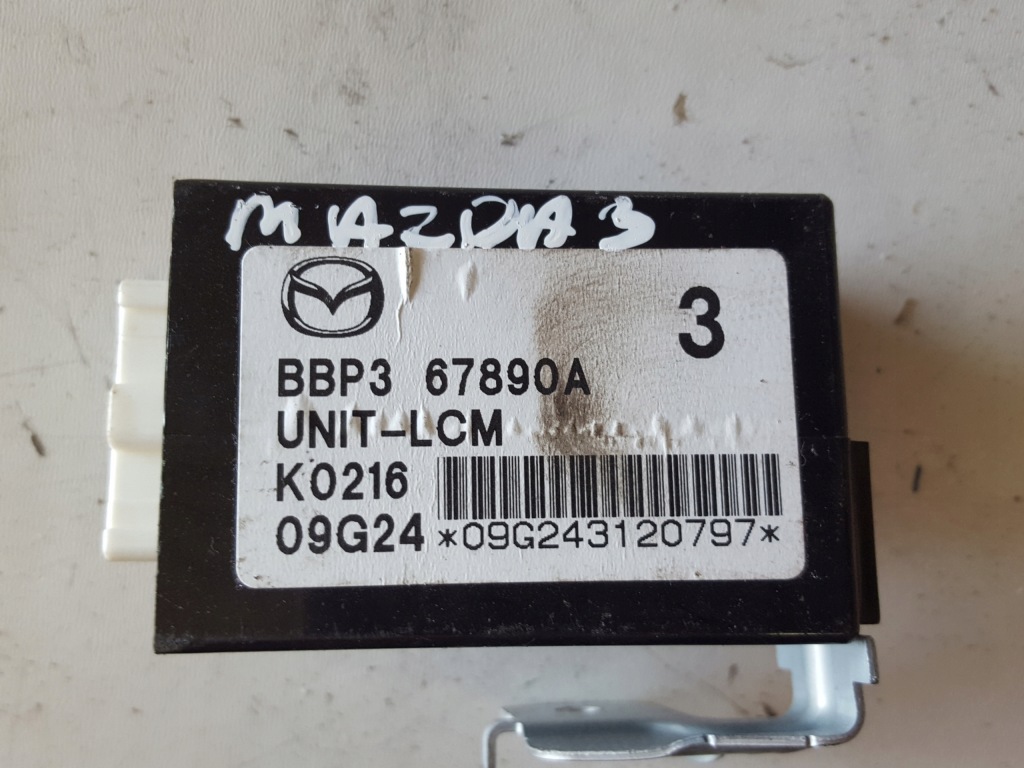 MAZDA 3
3
BBP3 67890A
UNIT-LCM
K0216
09G24 *09G243120797*